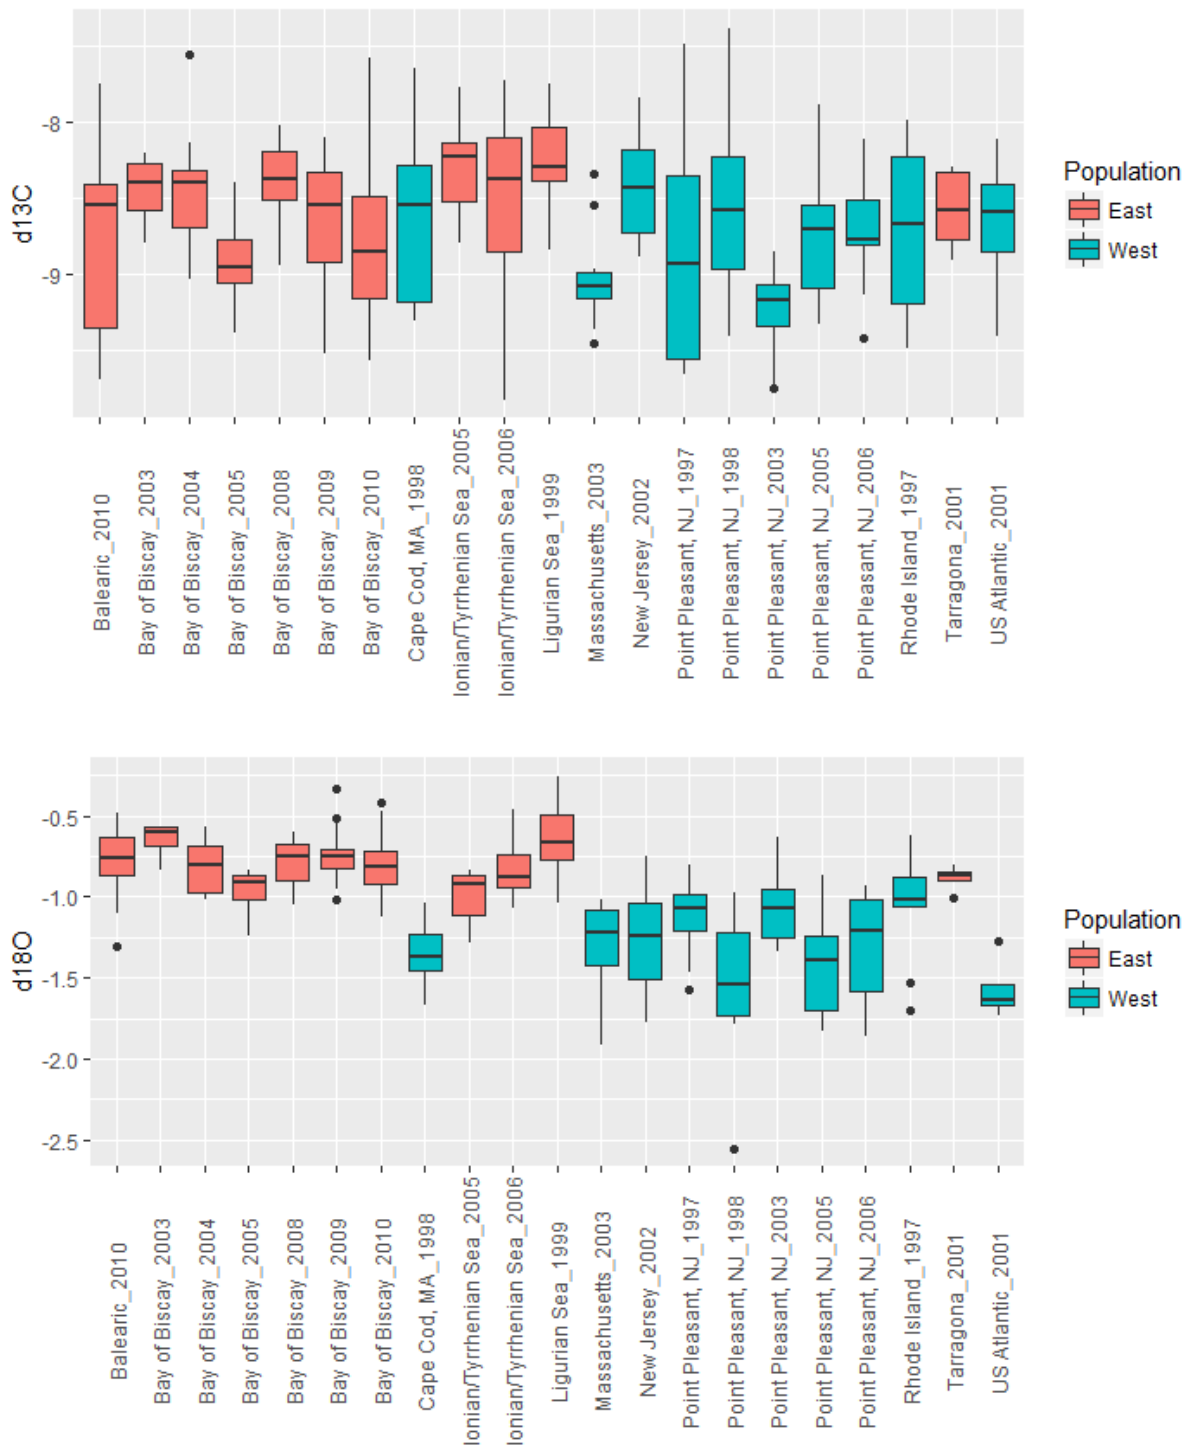 d13C
-8
-9
Balearic_2010
Bay of Biscay_2003
Bay of Biscay_2004
Bay of Biscay_2005
Bay of Biscay_2008
Bay of Biscay_2009
Bay of Biscay_2010
Cape Cod, MA_1998
Ionian/Tyrrhenian Sea_2005
Ionian/Tyrrhenian Sea_2006
Ligurian Sea_1999
Massachusetts_2003
New Jersey_2002
Point Pleasant, NJ_1997
Point Pleasant, NJ_1998
Point Pleasant, NJ_2003
Point Pleasant, NJ_2005
Point Pleasant, NJ_2006
Rhode Island_1997
Tarragona_2001
US Atlantic_2001
Population
East
West
d18O
-0.5
-1.0
-1.5
-2.0
-2.5
Balearic_2010
Bay of Biscay_2003
Bay of Biscay_2004
Bay of Biscay_2005
Bay of Biscay_2008
Bay of Biscay_2009
Bay of Biscay_2010
Cape Cod, MA_1998
Ionian/Tyrrhenian Sea_2005
Ionian/Tyrrhenian Sea_2006
Ligurian Sea_1999
Massachusetts_2003
New Jersey_2002
Point Pleasant, NJ_1997
Point Pleasant, NJ_1998
Point Pleasant, NJ_2003
Point Pleasant, NJ_2005
Point Pleasant, NJ_2006
Rhode Island_1997
Tarragona_2001
US Atlantic_2001
Population
East
West